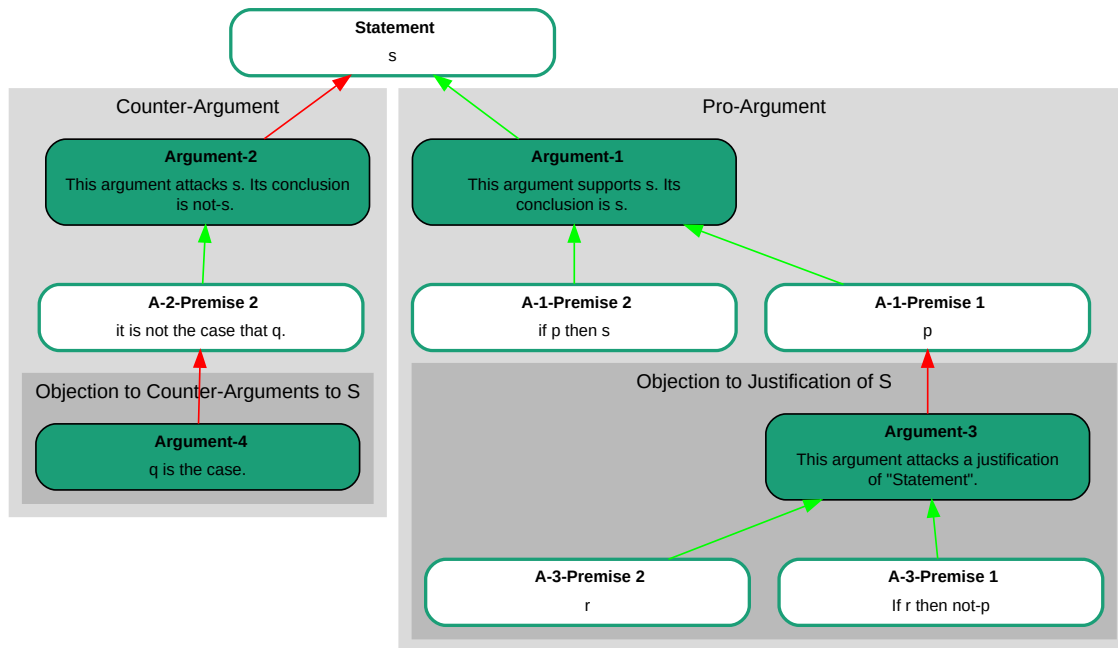 Statement
s
Counter-Argument
Pro-Argument
Argument-2
This argument attacks s. Its conclusion
is not-s.
Argument-1
This argument supports s. Its
conclusion is s.
A-2-Premise 2
it is not the case that q.
A-1-Premise 2
if p then s
A-1-Premise 1
p
Objection to Counter-Arguments to S
Objection to Justification of S
Argument-4
q is the case.
Argument-3
This argument attacks a justification
of "Statement".
A-3-Premise 2
r
A-3-Premise 1
If r then not-p